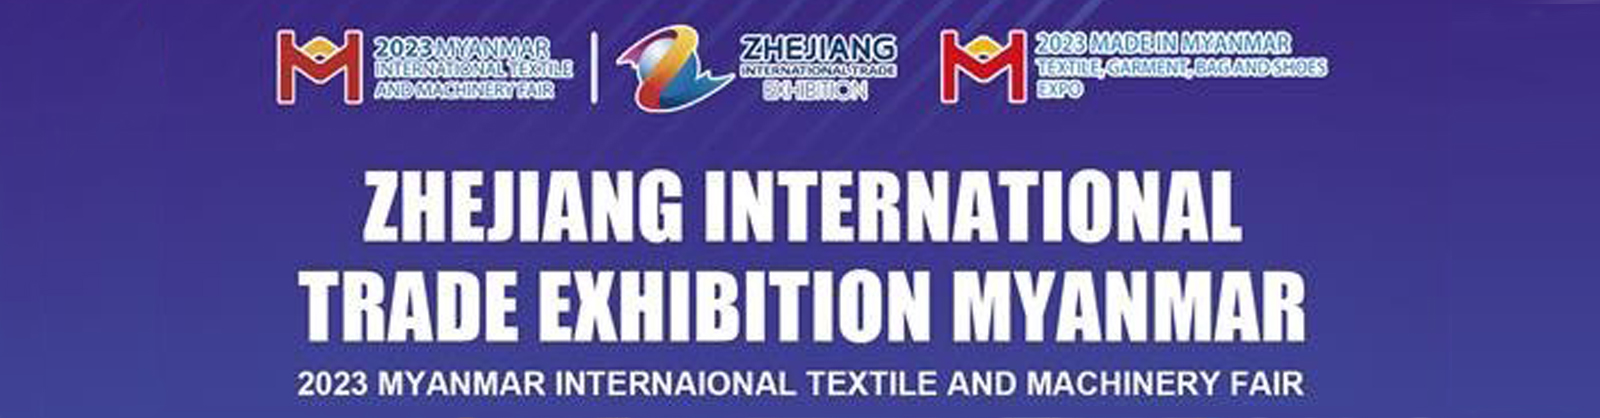 2023 MYANMAR
INTERNATIONAL TEXTILE
AND MACHINERY FAIR
ZHEJIANG
INTERNATIONAL TRADE
EXHIBITION
2023 MADE IN MYANMAR
TEXTILE, GARMENT, BAG AND SHOES
EXPO
ZHEJIANG INTERNATIONAL
TRADE EXHIBITION MYANMAR
2023 MYANMAR INTERNAIONAL TEXTILE AND MACHINERY FAIR